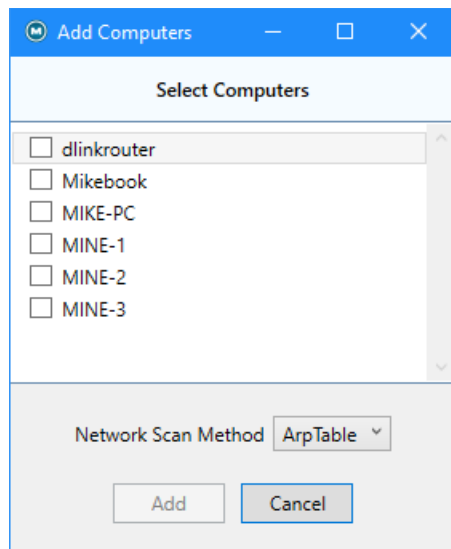 Add Computers
Select Computers
dlinkrouter
Mikebook
MIKE-PC
MINE-1
MINE-2
MINE-3
Network Scan Method ArpTable
Add Cancel